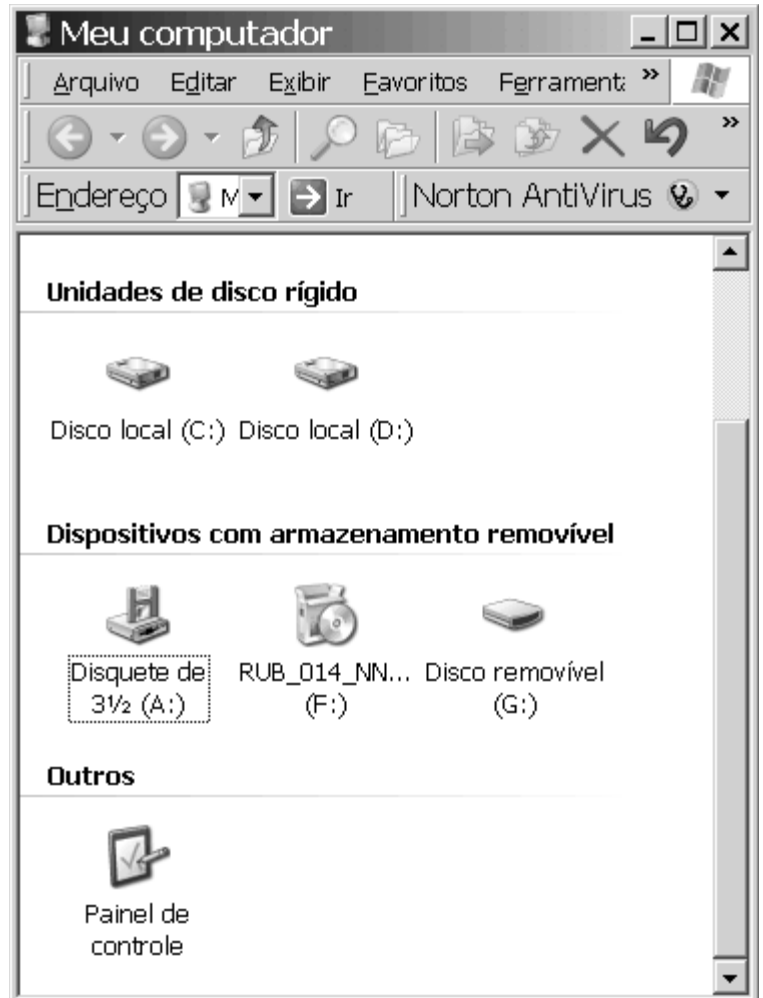 Meu computador
Arquivo Editar Exibir Favoritos Ferramenta »
»
Endereço M Ir Norton AntiVirus
Unidades de disco rígido
Disco local (C:) Disco local (D:)
Dispositivos com armazenamento removível
Disquete de 3½ (A:)
RUB_014_NN... (F:)
Disco removível (G:)
Outros
Painel de
controle